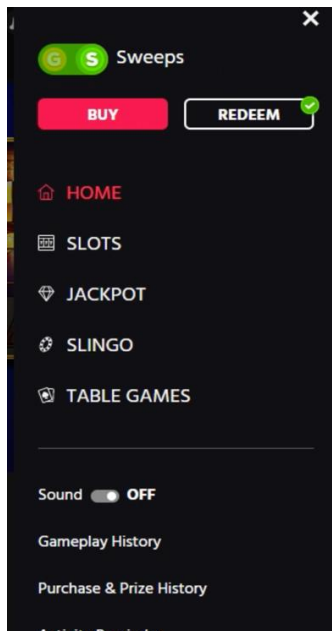 G S Sweeps
BUY REDEEM
HOME
SLOTS
JACKPOT
SLINGO
TABLE GAMES
Sound OFF
Gameplay History
Purchase & Prize History